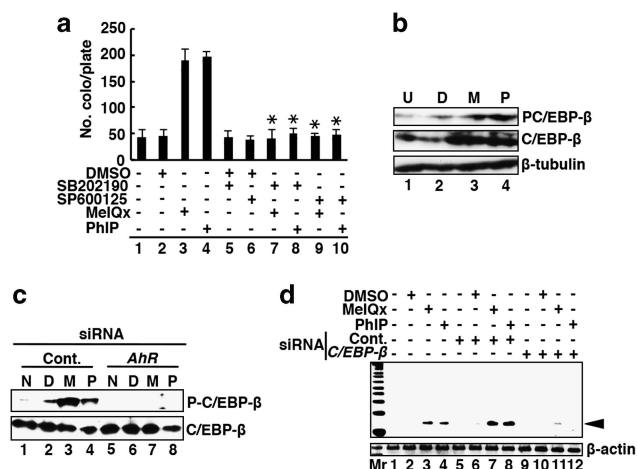 a
No. colo/plate
250
200
150
100
50
0
* * * *
DMSO - + - - + + - - - -
SB202190 - - - - + - + + - -
SP600125 - - - - - + - - + +
MeIQx - - + - - - + - + -
PhIP - - - + - - - + - +
1 2 3 4 5 6 7 8 9 10
b
U D M P
PC/EBP-β
C/EBP-β
β-tubulin
1 2 3 4
c
siRNA
Cont. AhR
N D M P N D M P
P-C/EBP-β
C/EBP-β
1 2 3 4 5 6 7 8
d
DMSO - + - - - + - - - + - -
MeIQx - - + - - - + - - - + -
PhIP - - - + - - - + - - - +
siRNA
Cont. - - - - + + + + - - - -
C/EBP-β - - - - - - - - + + + +
β-actin
Mr 1 2 3 4 5 6 7 8 9 10 11 12